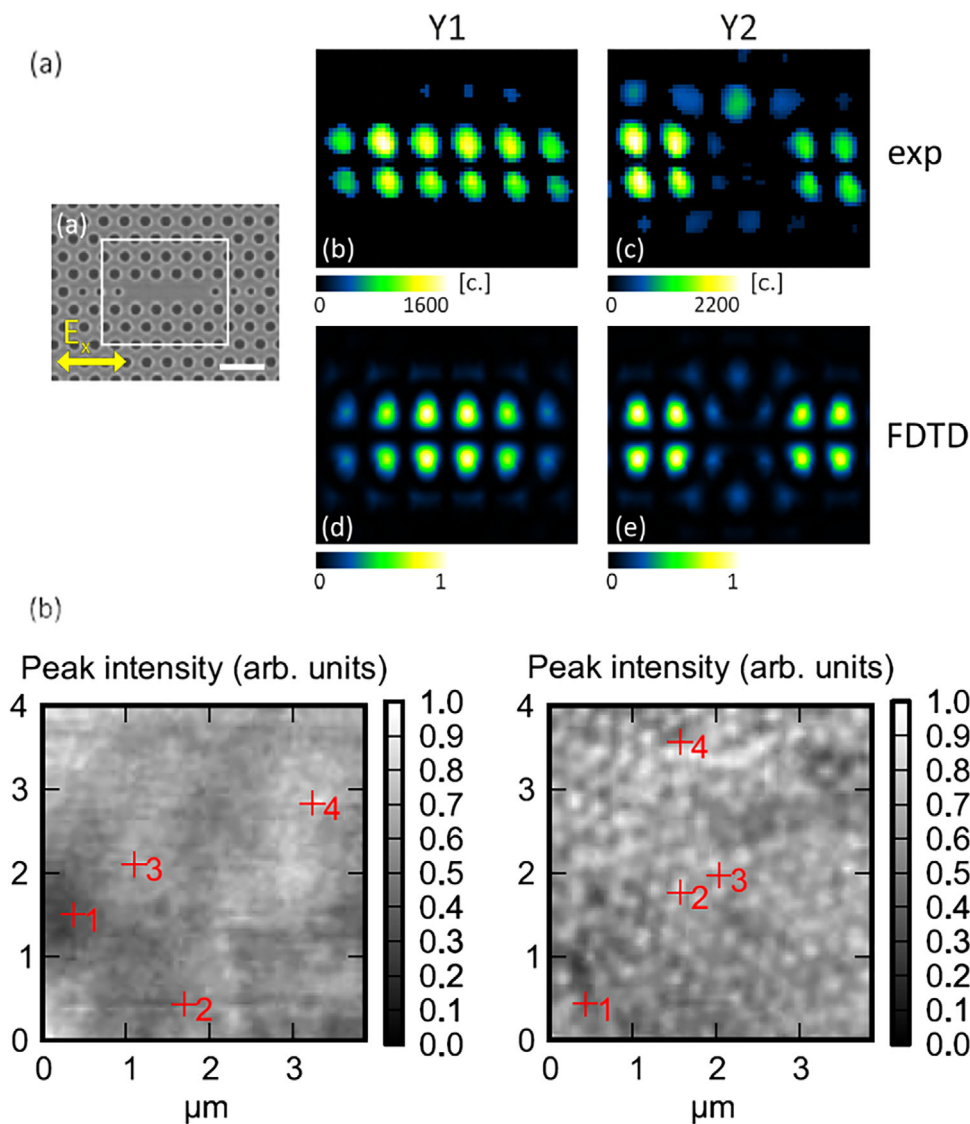 Y1 Y2
(a)
exp
(a)
(b) (c)
E_x
0 1600 [c.] 0 2200 [c.]
FDTD
(d) (e)
0 1 0 1
(b)
Peak intensity (arb. units) Peak intensity (arb. units)
4 1.0 4 1.0
0.9 0.9
4
0.8 0.8
3 3
0.7 0.7
4
0.6 0.6
3
2 0.5 3 2 0.5
2
0.4 0.4
1
0.3 0.3
1 1
0.2 0.2
2 1
0.1 0.1
0 0.0 0 0.0
1 2 3 1 2 3
0 0
µm µm